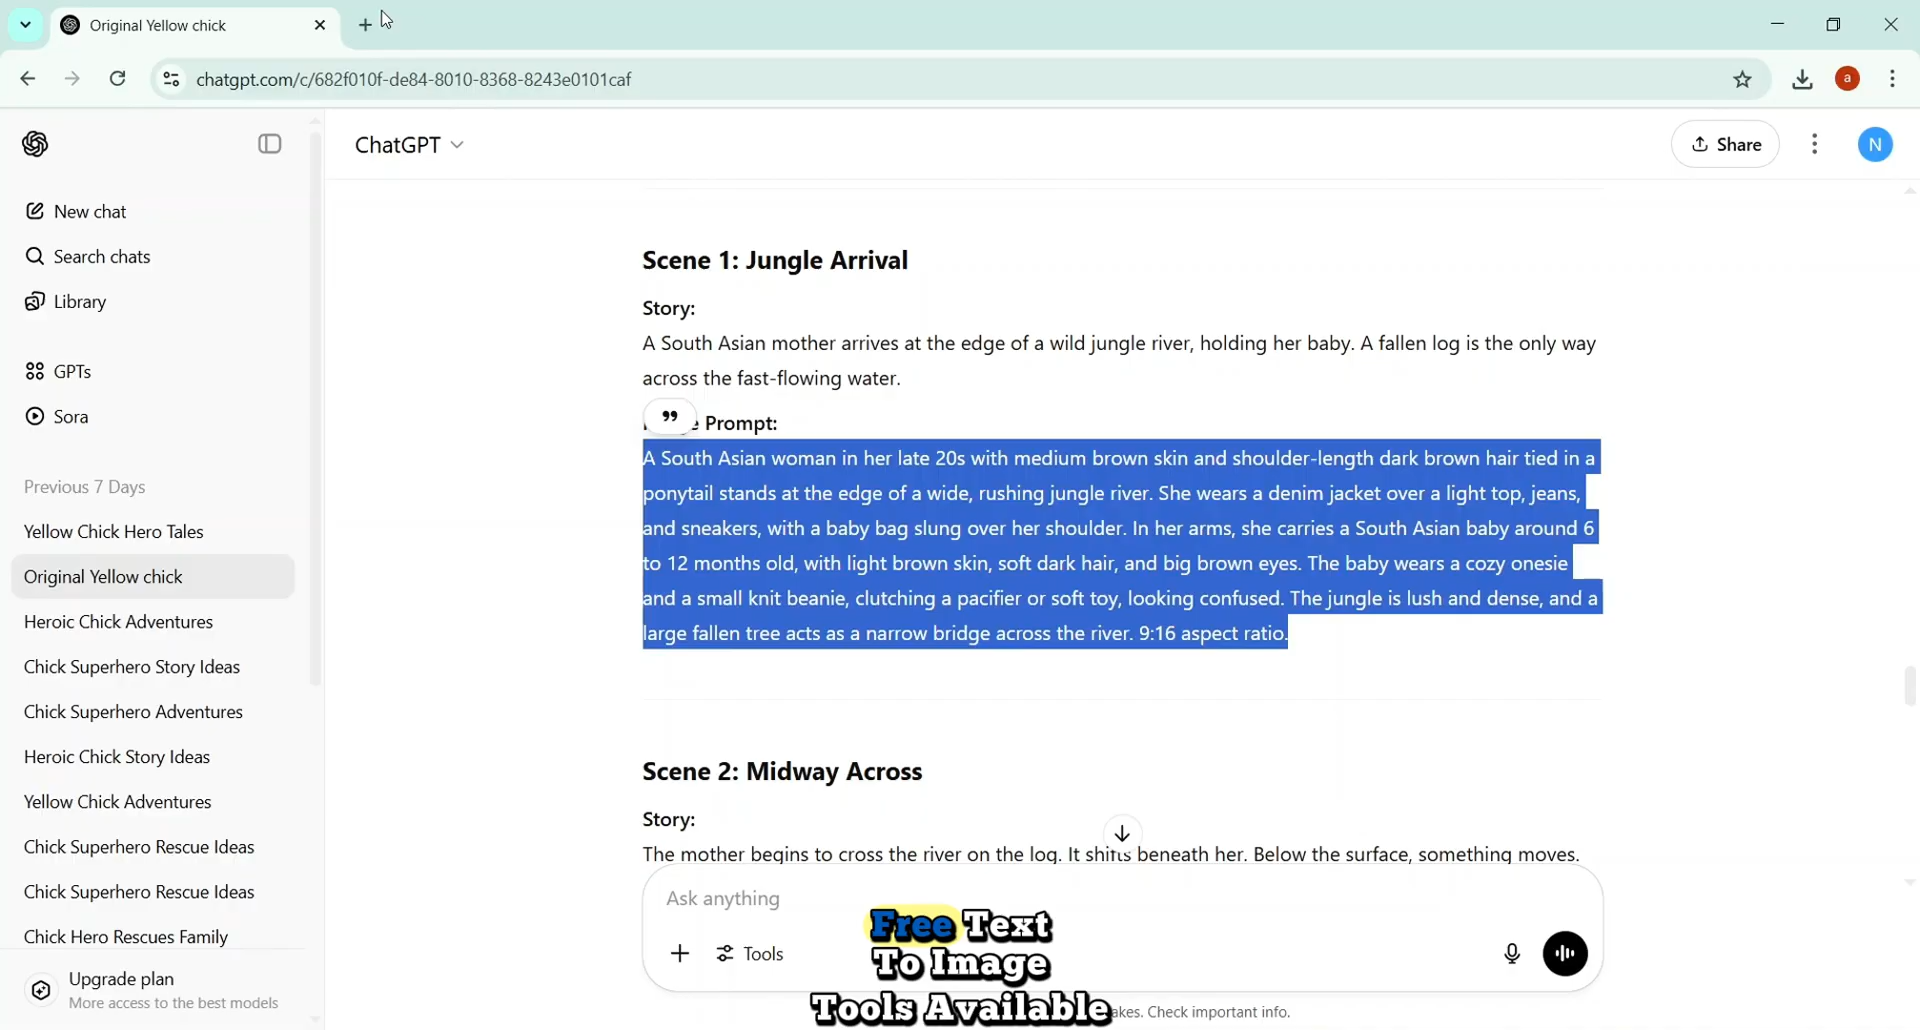 Original Yellow chick
chatgpt.com/c/682f010f-de84-8010-8368-8243e0101caf
a
ChatGPT
Share
N
New chat
Search chats
Library
GPTs
Sora
Previous 7 Days
Yellow Chick Hero Tales
Original Yellow chick
Heroic Chick Adventures
Chick Superhero Story Ideas
Chick Superhero Adventures
Heroic Chick Story Ideas
Yellow Chick Adventures
Chick Superhero Rescue Ideas
Chick Superhero Rescue Ideas
Chick Hero Rescues Family
Upgrade plan
More access to the best models
Scene 1: Jungle Arrival
Story:
A South Asian mother arrives at the edge of a wild jungle river, holding her baby. A fallen log is the only way
across the fast-flowing water.
Prompt:
A South Asian woman in her late 20s with medium brown skin and shoulder-length dark brown hair tied in a
ponytail stands at the edge of a wide, rushing jungle river. She wears a denim jacket over a light top, jeans,
and sneakers, with a baby bag slung over her shoulder. In her arms, she carries a South Asian baby around 6
to 12 months old, with light brown skin, soft dark hair, and big brown eyes. The baby wears a cozy onesie
and a small knit beanie, clutching a pacifier or soft toy, looking confused. The jungle is lush and dense, and a
large fallen tree acts as a narrow bridge across the river. 9:16 aspect ratio.
Scene 2: Midway Across
Story:
The mother begins to cross the river on the log. It shifts beneath her. Below the surface, something moves.
Ask anything
Tools
Free Text
To Image
Tools Available
akes. Check important info.